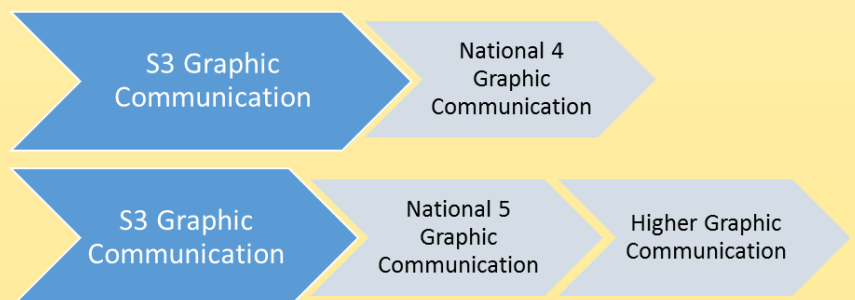 S3 Graphic
Communication
National 4
Graphic
Communication
S3 Graphic
Communication
National 5
Graphic
Communication
Higher Graphic
Communication